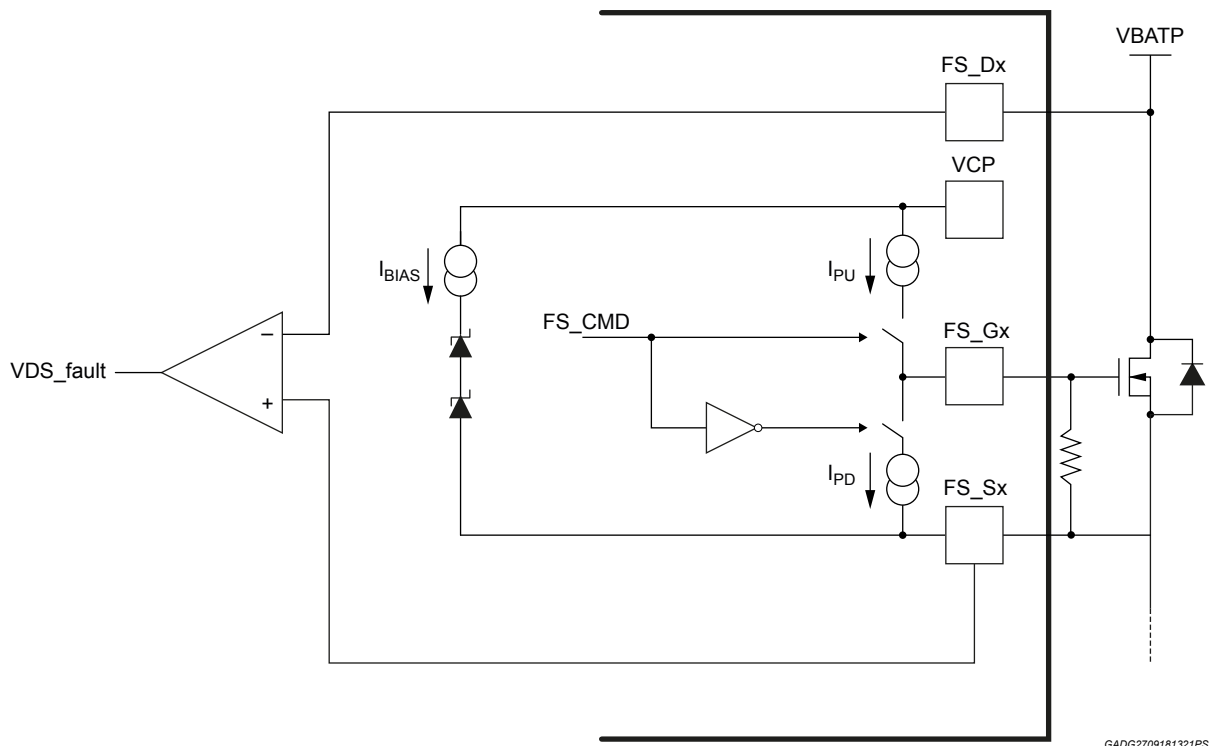 VBATP
FS_Dx
VCP
IBIAS
IPU
FS_CMD
FS_Gx
VDS_fault
−
+
IPD
FS_Sx
GADG2709181321PS